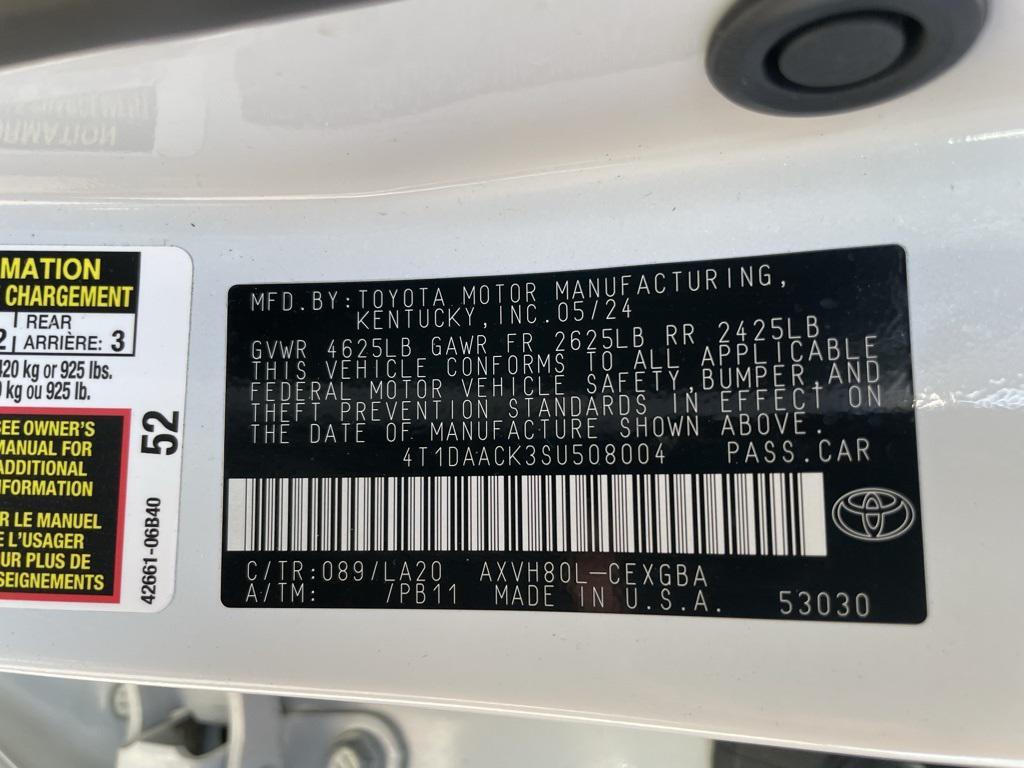 MATION
CHARGEMENT
REAR
2 ARRIÈRE: 3
420 kg or 925 lbs.
kg ou 925 lb.
SEE OWNER'S
MANUAL FOR
ADDITIONAL
INFORMATION
R LE MANUEL
E L'USAGER
UR PLUS DE
SEIGNEMENTS
52
42661-06B40
MFD. BY: TOYOTA MOTOR MANUFACTURING,
KENTUCKY, INC. 05/24
GVWR 4625LB GAWR FR 2625LB RR 2425LB
THIS VEHICLE CONFORMS TO ALL APPLICABLE
FEDERAL MOTOR VEHICLE SAFETY, BUMPER, AND
THEFT PREVENTION STANDARDS IN EFFECT ON
THE DATE OF MANUFACTURE SHOWN ABOVE.
4T1DAACK3SU508004 PASS. CAR
C/TR: 089/LA20 AXVH80L-CEXGBA
A/TM: /PB11 MADE IN U.S.A. 53030